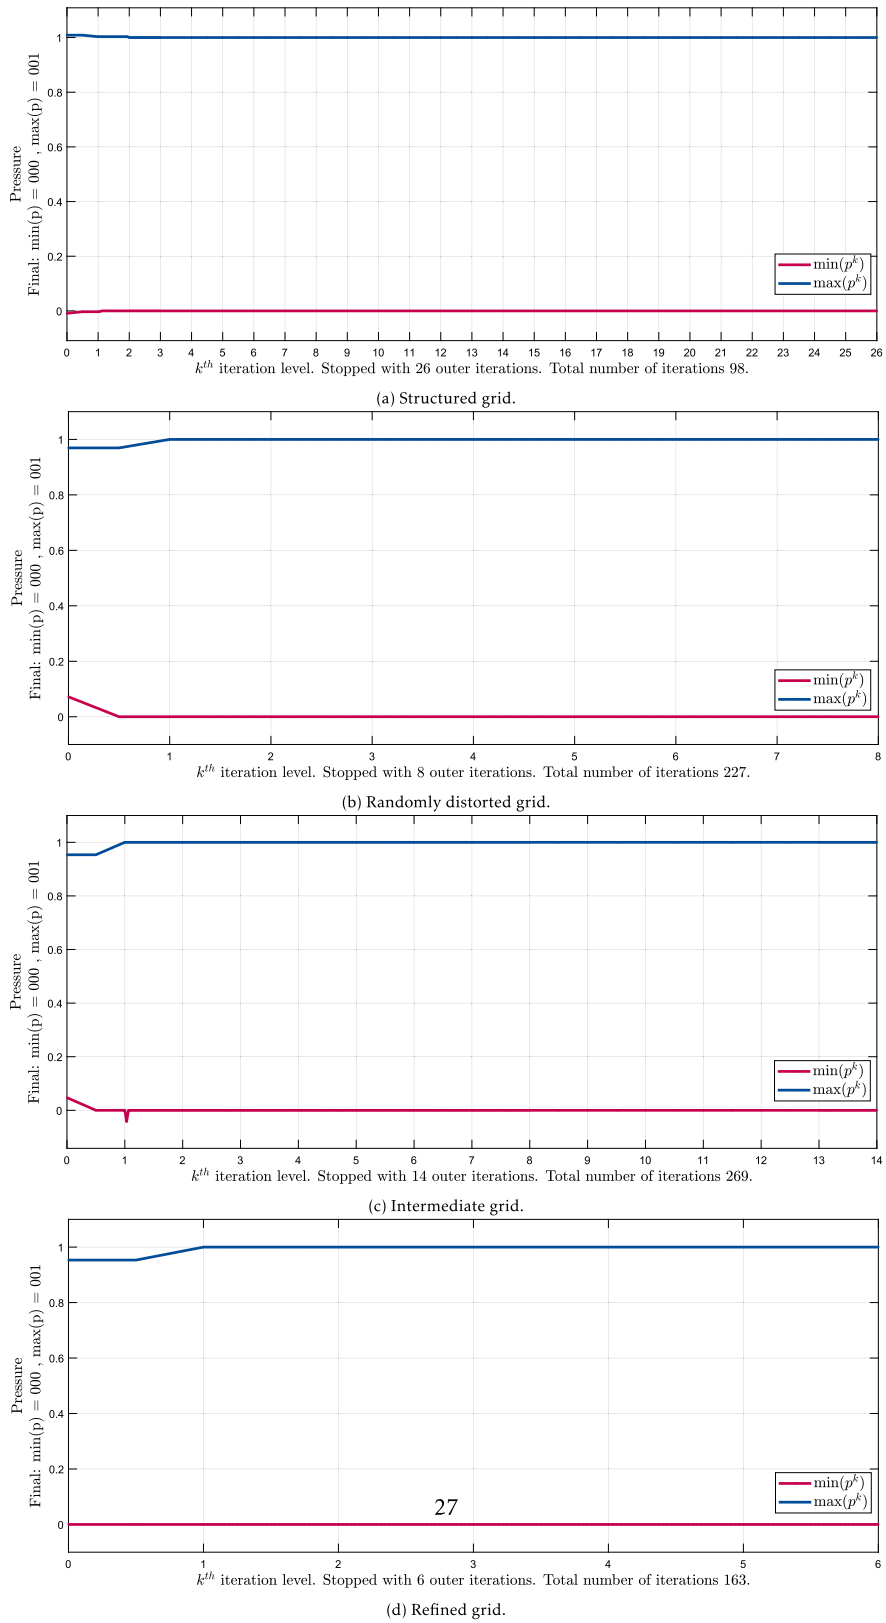 1
0.8
0.6
0.4
0.2
0
Pressure
Final: min(p) = 000 , max(p) = 001
min(p^k)
max(p^k)
0 1 2 3 4 5 6 7 8 9 10 11 12 13 14 15 16 17 18 19 20 21 22 23 24 25 26
k^th iteration level. Stopped with 26 outer iterations. Total number of iterations 98.
(a) Structured grid.
1
0.8
0.6
0.4
0.2
0
Pressure
Final: min(p) = 000 , max(p) = 001
min(p^k)
max(p^k)
0 1 2 3 4 5 6 7 8
k^th iteration level. Stopped with 8 outer iterations. Total number of iterations 227.
(b) Randomly distorted grid.
1
0.8
0.6
0.4
0.2
0
Pressure
Final: min(p) = 000 , max(p) = 001
min(p^k)
max(p^k)
0 1 2 3 4 5 6 7 8 9 10 11 12 13 14
k^th iteration level. Stopped with 14 outer iterations. Total number of iterations 269.
(c) Intermediate grid.
1
0.8
0.6
0.4
0.2
0
Pressure
Final: min(p) = 000 , max(p) = 001
min(p^k)
max(p^k)
27
0 1 2 3 4 5 6
k^th iteration level. Stopped with 6 outer iterations. Total number of iterations 163.
(d) Refined grid.